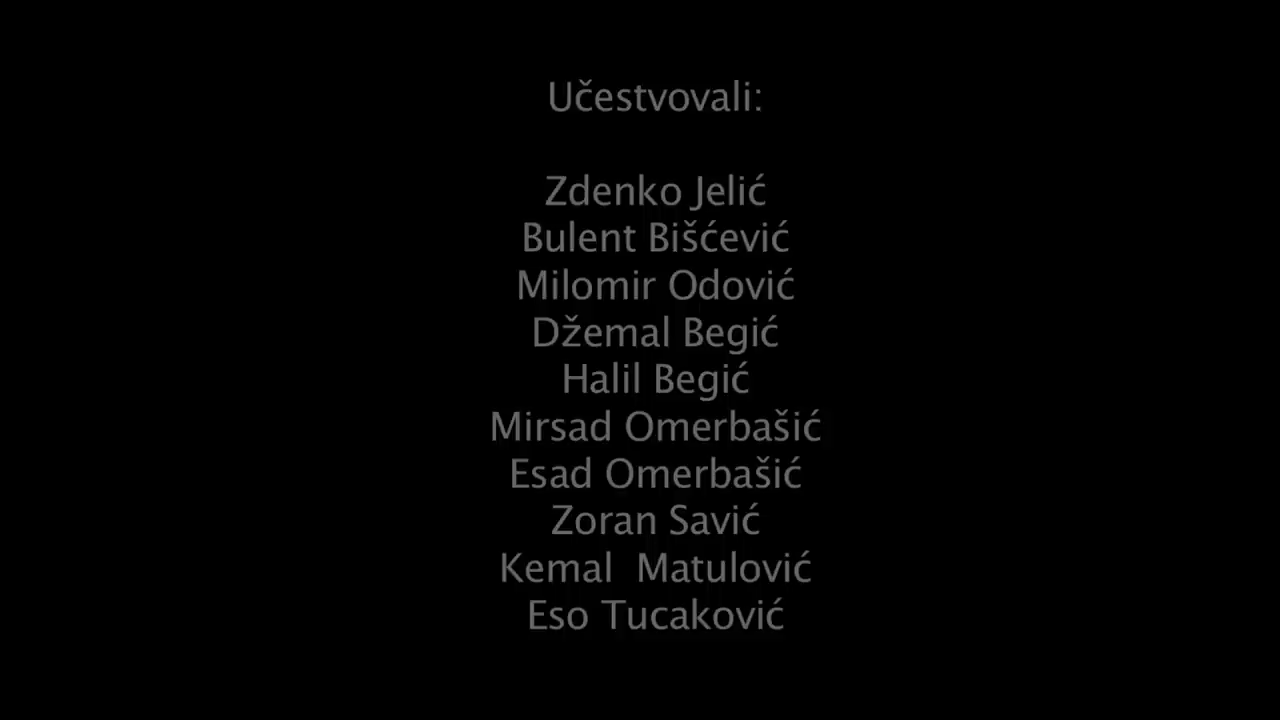 Učestvovali:
Zdenko Jelić
Bulent Bišćević
Milomir Odović
Džemal Begić
Halil Begić
Mirsad Omerbašić
Esad Omerbašić
Zoran Savić
Kemal  Matulović
Eso Tucaković